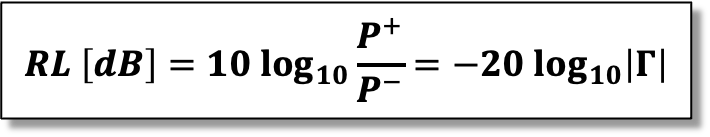 RL [dB] = 10 log₁₀ P⁺/P⁻ = −20 log₁₀|Γ|